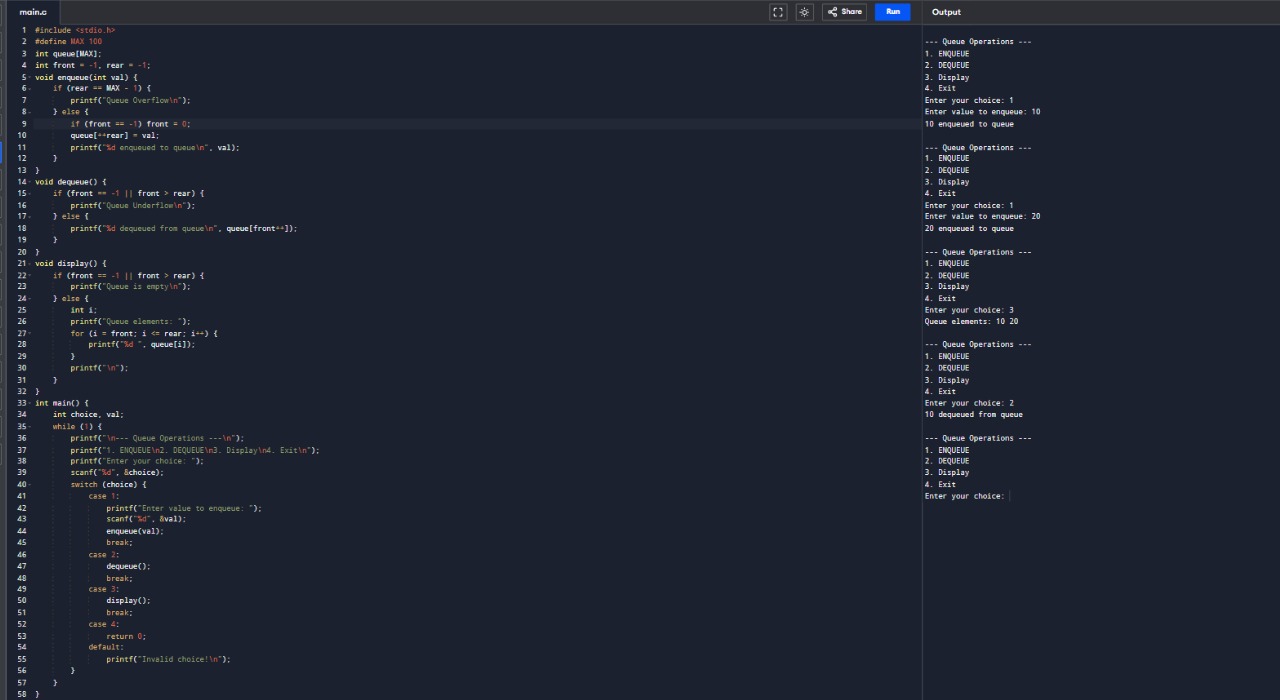 main.c
Share
Run
1 #include <stdio.h>
2 #define MAX 100
3 int queue[MAX];
4 int front = -1, rear = -1;
5 void enqueue(int val) {
6     if (rear == MAX - 1) {
7         printf("Queue Overflow\n");
8     } else {
9         if (front == -1) front = 0;
10         queue[++rear] = val;
11         printf("%d enqueued to queue\n", val);
12     }
13 }
14 void dequeue() {
15     if (front == -1 || front > rear) {
16         printf("Queue Underflow\n");
17     } else {
18         printf("%d dequeued from queue\n", queue[front++]);
19     }
20 }
21 void display() {
22     if (front == -1 || front > rear) {
23         printf("Queue is empty\n");
24     } else {
25         int i;
26         printf("Queue elements: ");
27         for (i = front; i <= rear; i++) {
28             printf("%d ", queue[i]);
29         }
30         printf("\n");
31     }
32 }
33 int main() {
34     int choice, val;
35     while (1) {
36         printf("\n--- Queue Operations ---\n");
37         printf("1. ENQUEUE\n2. DEQUEUE\n3. Display\n4. Exit\n");
38         printf("Enter your choice: ");
39         scanf("%d", &choice);
40         switch (choice) {
41             case 1:
42                 printf("Enter value to enqueue: ");
43                 scanf("%d", &val);
44                 enqueue(val);
45                 break;
46             case 2:
47                 dequeue();
48                 break;
49             case 3:
50                 display();
51                 break;
52             case 4:
53                 return 0;
54             default:
55                 printf("Invalid choice!\n");
56         }
57     }
58 }
Output
--- Queue Operations ---
1. ENQUEUE
2. DEQUEUE
3. Display
4. Exit
Enter your choice: 1
Enter value to enqueue: 10
10 enqueued to queue
--- Queue Operations ---
1. ENQUEUE
2. DEQUEUE
3. Display
4. Exit
Enter your choice: 1
Enter value to enqueue: 20
20 enqueued to queue
--- Queue Operations ---
1. ENQUEUE
2. DEQUEUE
3. Display
4. Exit
Enter your choice: 3
Queue elements: 10 20
--- Queue Operations ---
1. ENQUEUE
2. DEQUEUE
3. Display
4. Exit
Enter your choice: 2
10 dequeued from queue
--- Queue Operations ---
1. ENQUEUE
2. DEQUEUE
3. Display
4. Exit
Enter your choice: